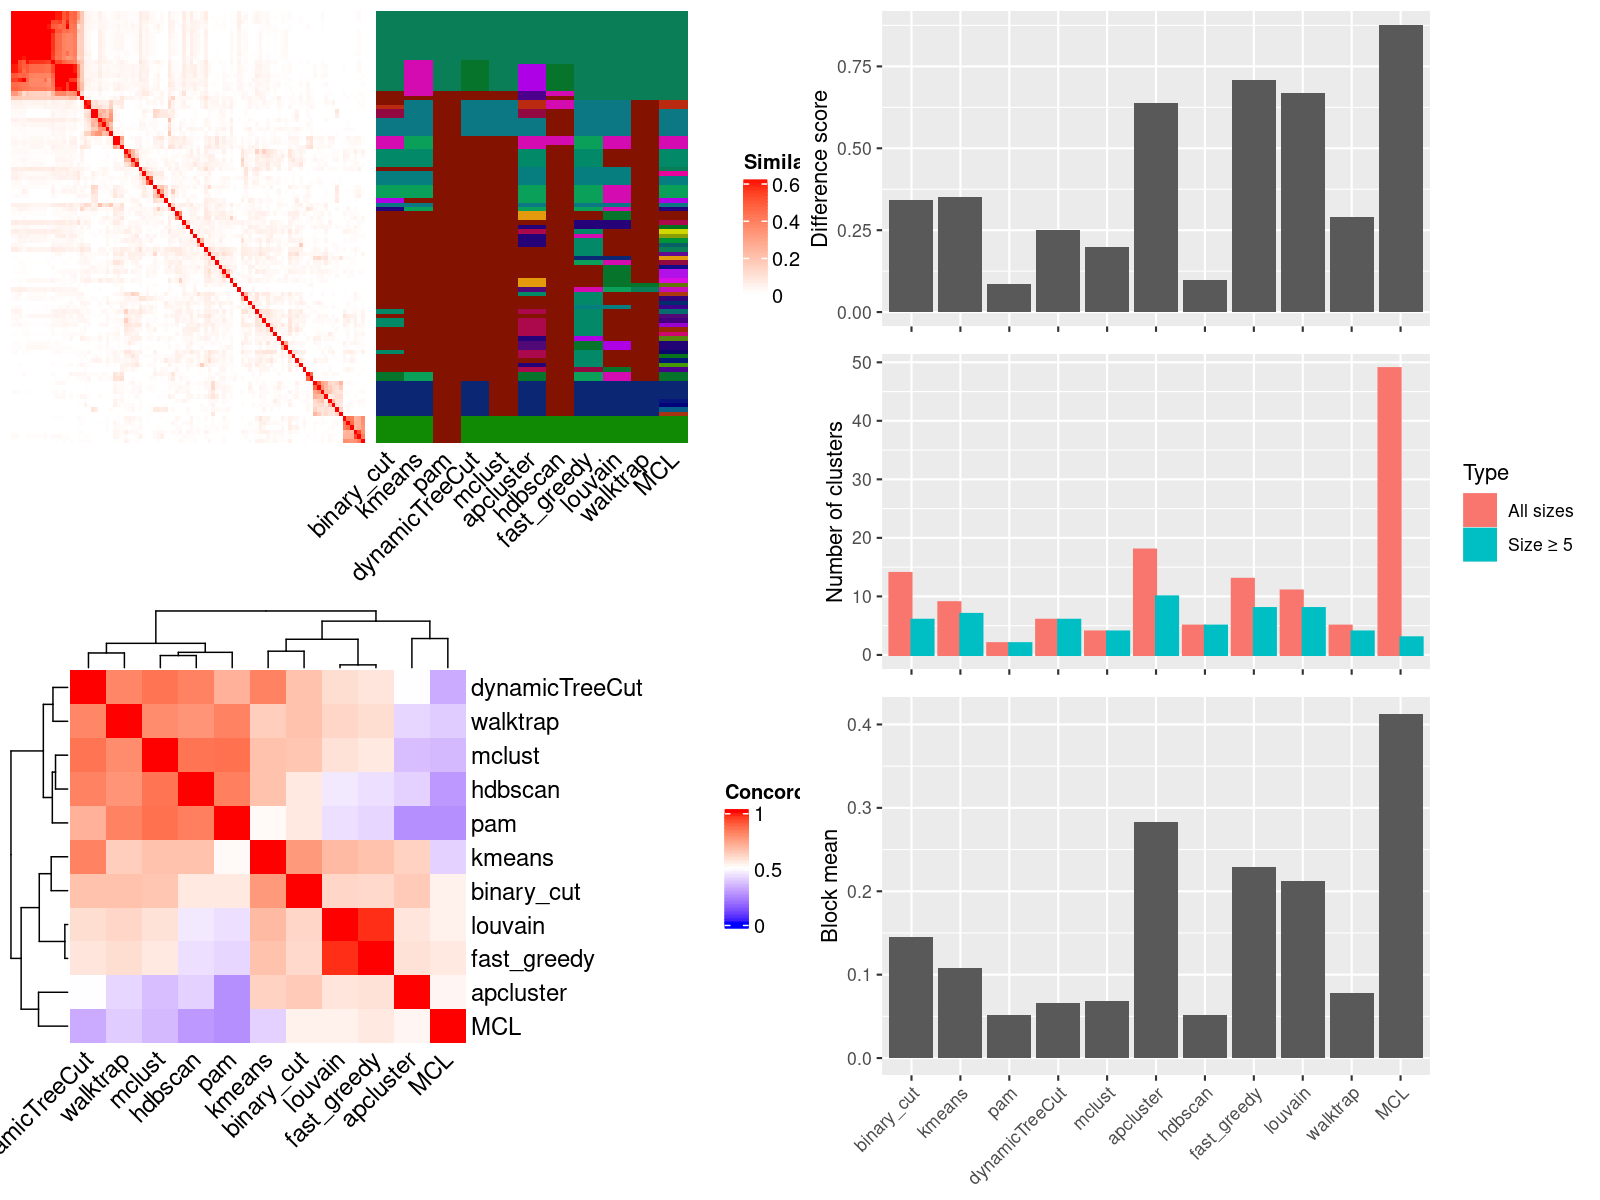 Simila
0.6
0.4
0.2
0
binary_cut
kmeans
pam
dynamicTreeCut
mclust
apcluster
hdbscan
fast_greedy
louvain
walktrap
MCL
Difference score
0.75
0.50
0.25
0.00
Number of clusters
50
40
30
20
10
0
Type
All sizes
Size ≥ 5
dynamicTreeCut
walktrap
mclust
hdbscan
pam
kmeans
binary_cut
louvain
fast_greedy
apcluster
MCL
Concord
1
0.5
0
amicTreeCut
walktrap
mclust
hdbscan
pam
kmeans
binary_cut
louvain
fast_greedy
apcluster
MCL
Block mean
0.4
0.3
0.2
0.1
0.0
binary_cut
kmeans
pam
dynamicTreeCut
mclust
apcluster
hdbscan
fast_greedy
louvain
walktrap
MCL